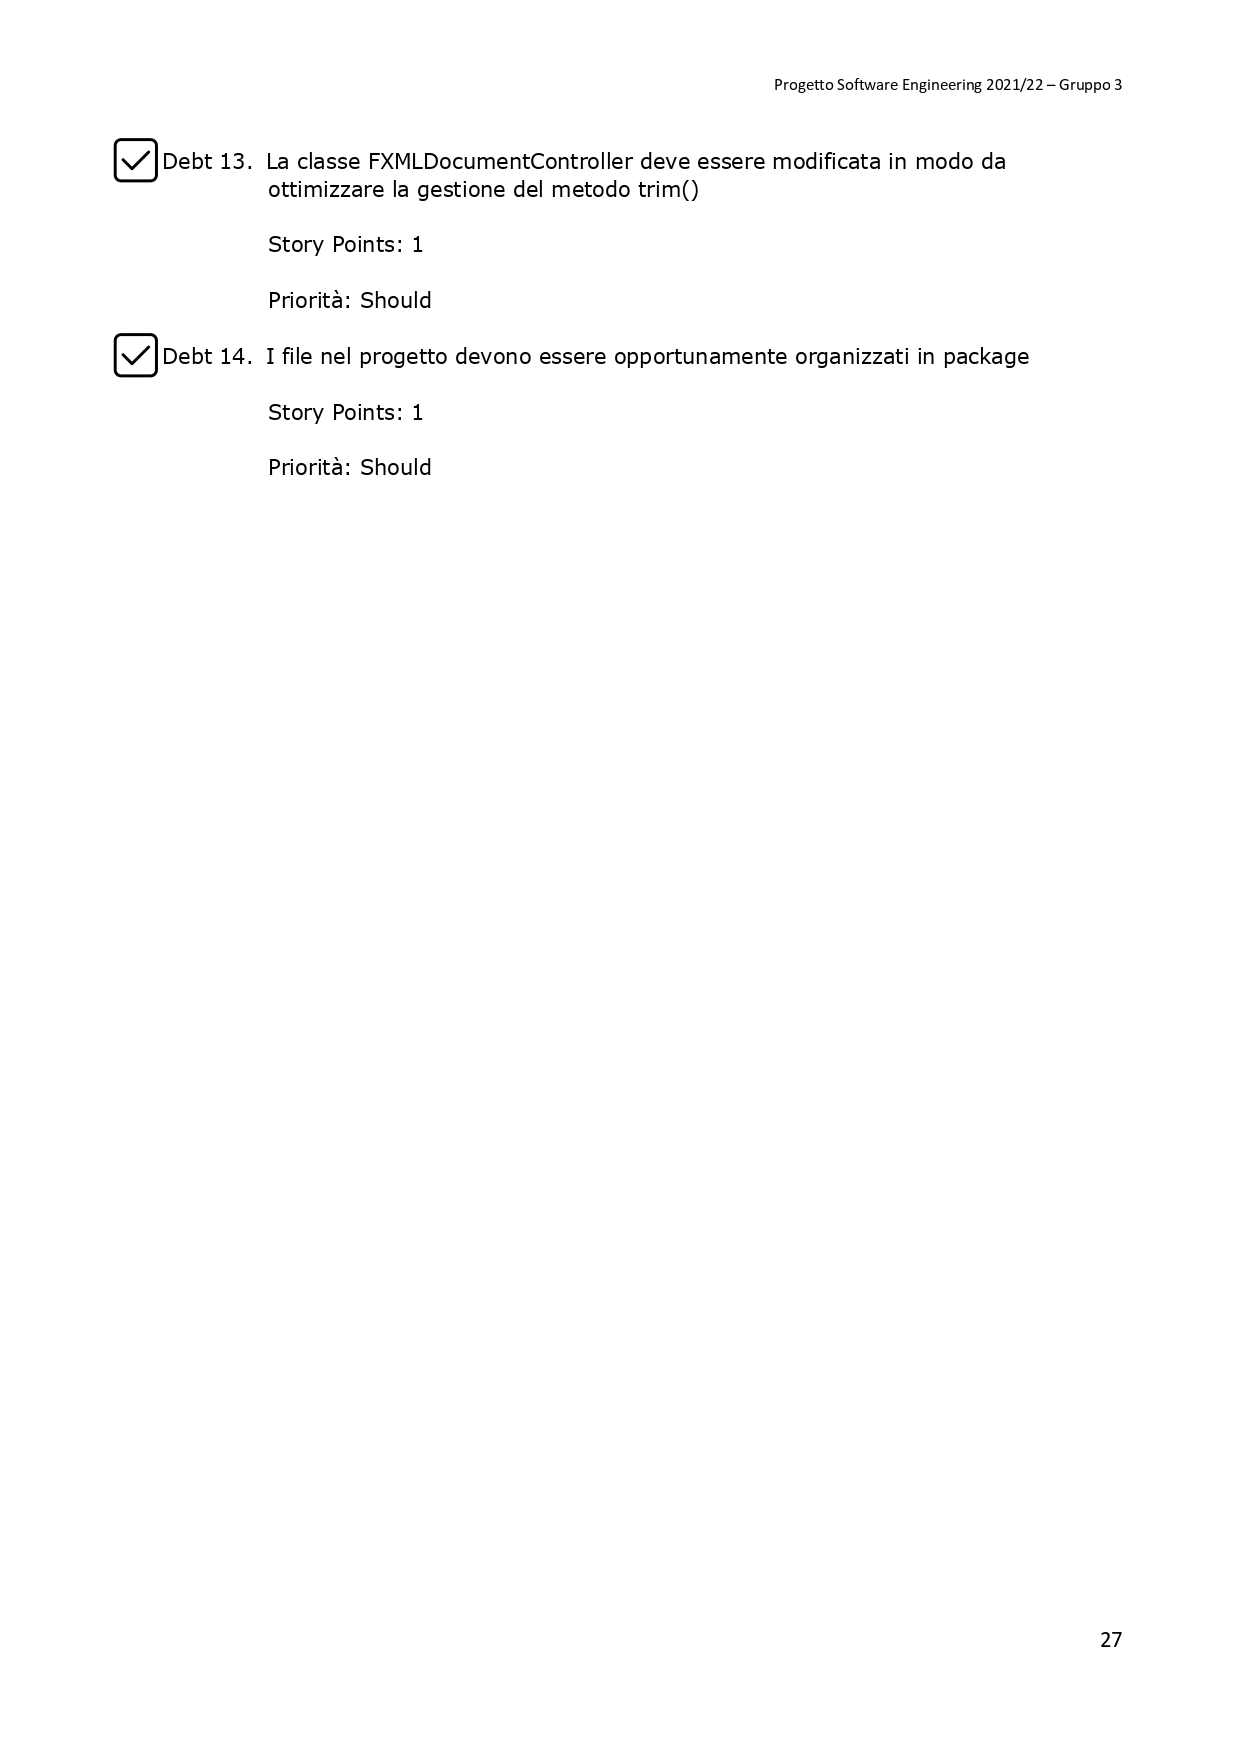 Progetto Software Engineering 2021/22 – Gruppo 3
Debt 13. La classe FXMLDocumentController deve essere modificata in modo da
ottimizzare la gestione del metodo trim()
Story Points: 1
Priorità: Should
Debt 14. I file nel progetto devono essere opportunamente organizzati in package
Story Points: 1
Priorità: Should
27